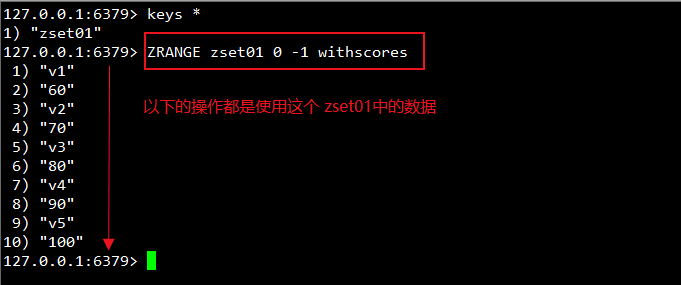 127.0.0.1:6379> keys *
1) "zset01"
127.0.0.1:6379> ZRANGE zset01 0 -1 withscores
1) "v1"
2) "60"
以下的操作都是使用这个 zset01中的数据
3) "v2"
4) "70"
5) "v3"
6) "80"
7) "v4"
8) "90"
9) "v5"
10) "100"
127.0.0.1:6379>